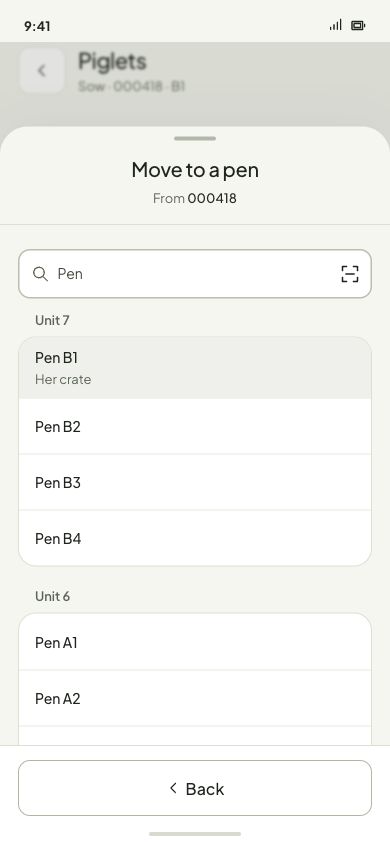 9:41
Piglets
Sow · 000418 · B1
Move to a pen
From 000418
Pen
Unit 7
Pen B1
Her crate
Pen B2
Pen B3
Pen B4
Unit 6
Pen A1
Pen A2
Back